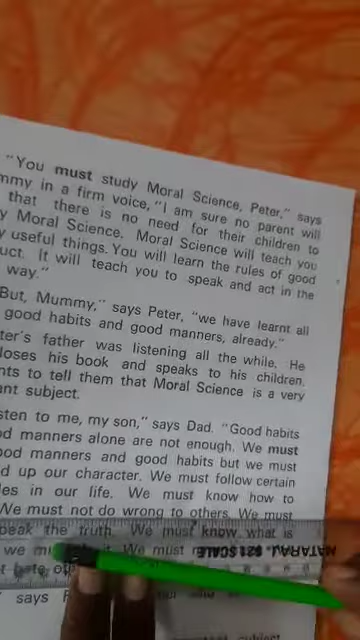 "You must study Moral Science, Peter," says
mmy in a firm voice, "I am sure no parent will
that there is no need for their children to
y Moral Science. Moral Science will teach you
y useful things. You will learn the rules of good
uct. It will teach you to speak and act in the
way."
But, Mummy," says Peter, "we have learnt all
good habits and good manners, already."
ter's father was listening all the while. He
loses his book and speaks to his children.
nts to tell them that Moral Science is a very
ant subject.
sten to me, my son," says Dad. "Good habits
od manners alone are not enough. We must
ood manners and good habits but we must
d up our character. We must follow certain
les in our life. We must know how to
We must not do wrong to others. We must
peak the truth. We must know what is
we We must
hate
says
NATARAJ 621 SCALE